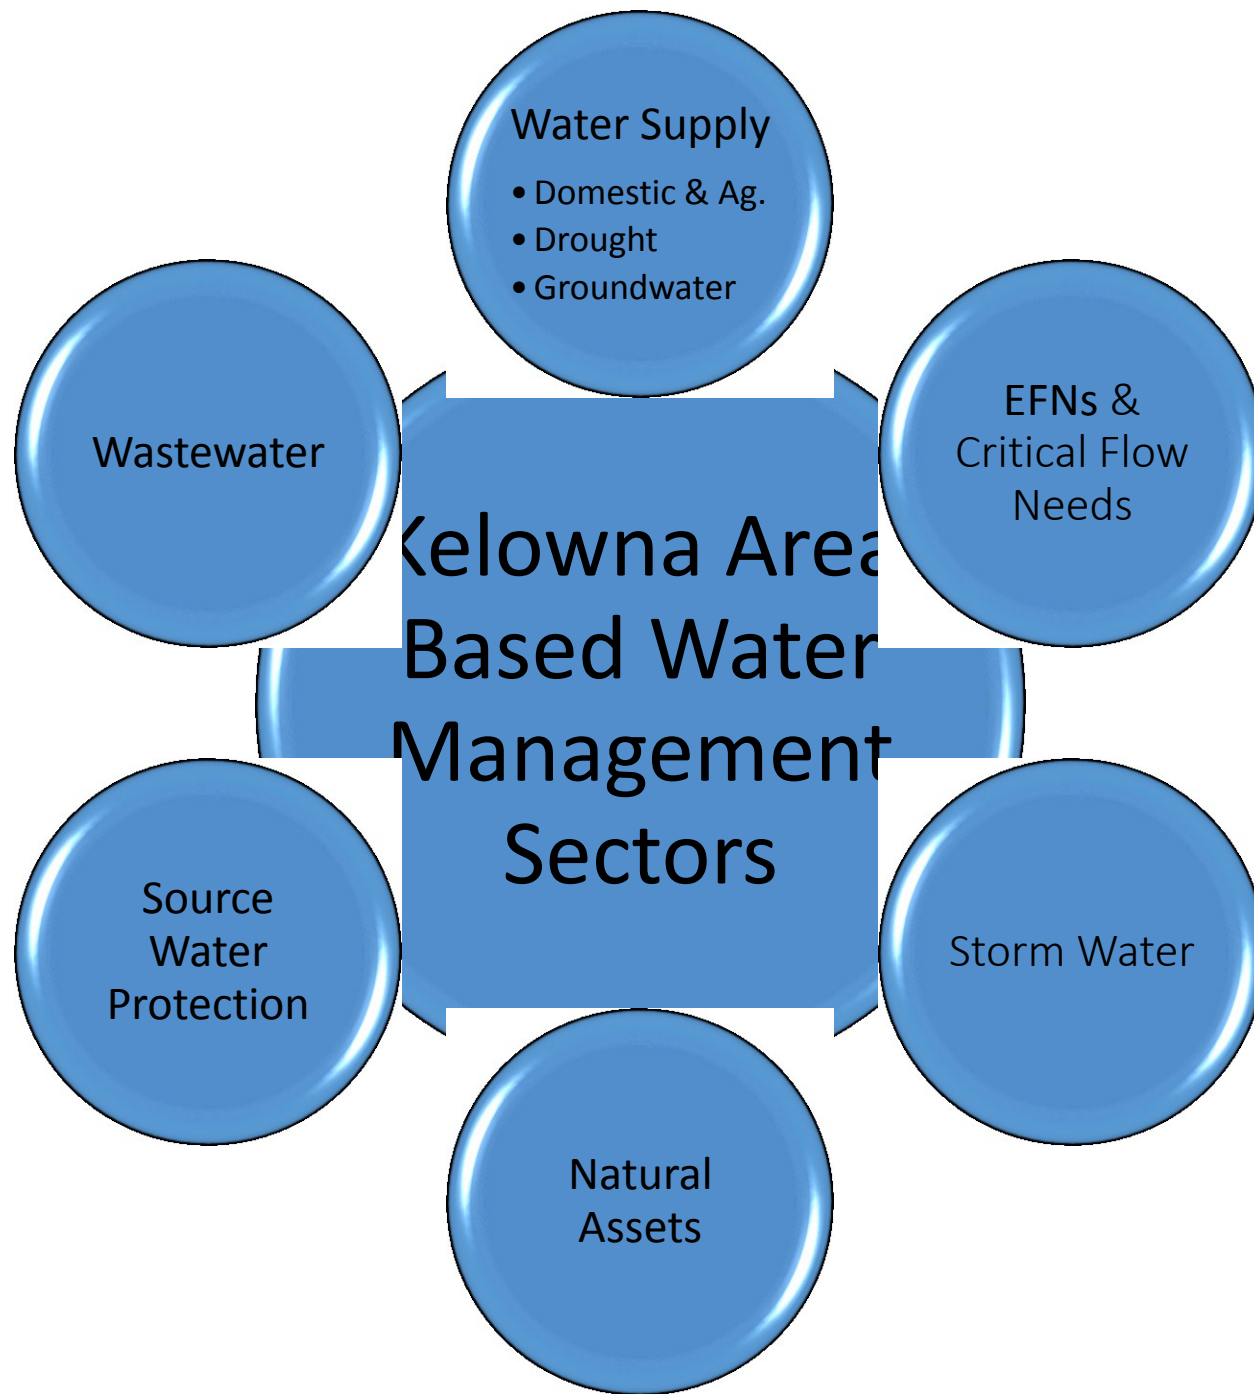 Water Supply
• Domestic & Ag.
• Drought
• Groundwater
EFNs &
Critical Flow
Needs
Storm Water
Natural
Assets
Source
Water
Protection
Wastewater
Kelowna Area
Based Water
Management
Sectors